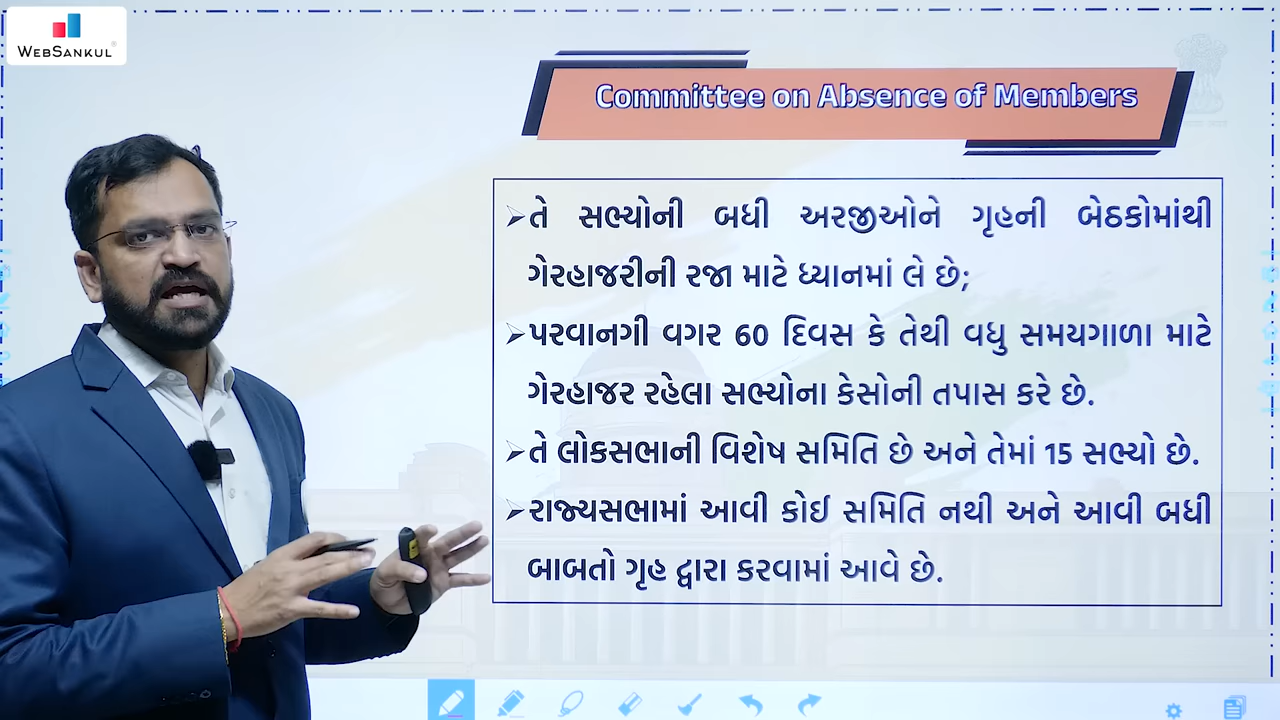 WEBSANKUL
Committee on Absence of Members
➢તે સભ્યોની બધી અરજીઓને ગૃહની બેઠકોમાંથી
ગેરહાજરીની રજા માટે ધ્યાનમાં લે છે;
➢પરવાનગી વગર 60 દિવસ કે તેથી વધુ સમયગાળા માટે
ગેરહાજર રહેલા સભ્યોના કેસોની તપાસ કરે છે.
➢તે લોકસભાની વિશેષ સમિતિ છે અને તેમાં 15 સભ્યો છે.
➢રાજ્યસભામાં આવી કોઈ સમિતિ નથી અને આવી બધી
બાબતો ગૃહ દ્વારા કરવામાં આવે છે.